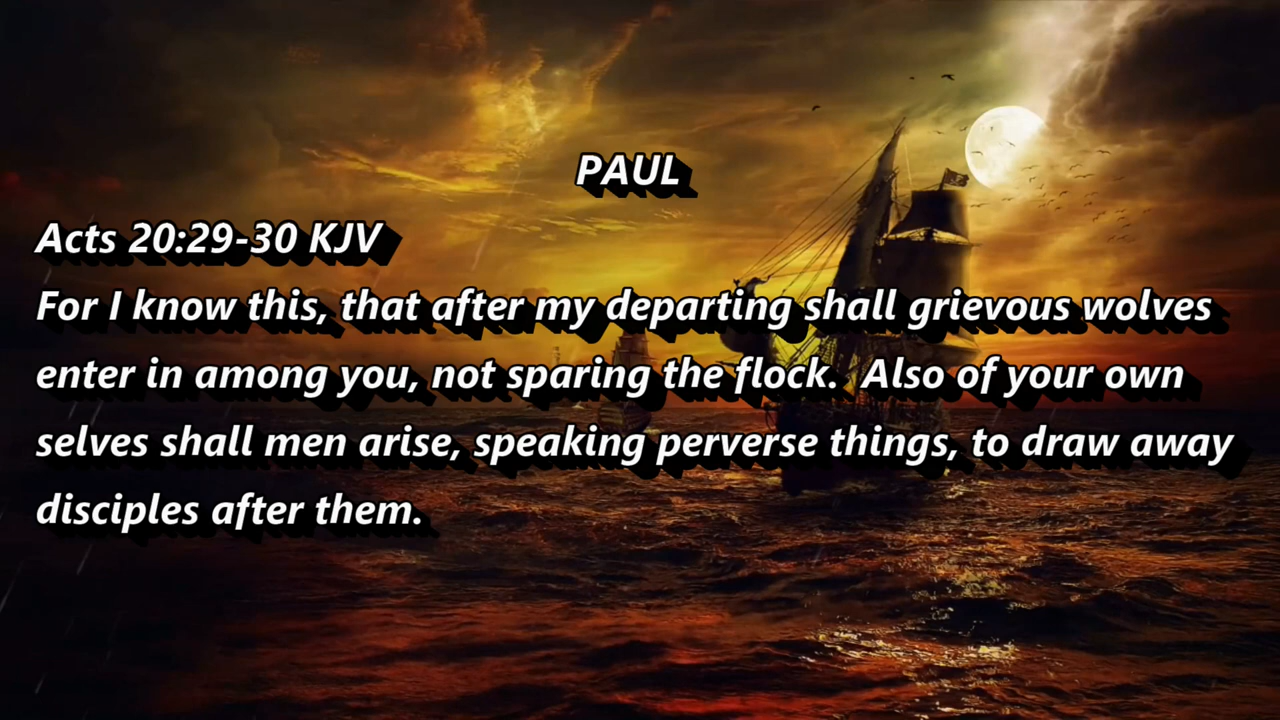 PAUL
Acts 20:29-30 KJV
For I know this, that after my departing shall grievous wolves
enter in among you, not sparing the flock.  Also of your own
selves shall men arise, speaking perverse things, to draw away
disciples after them.